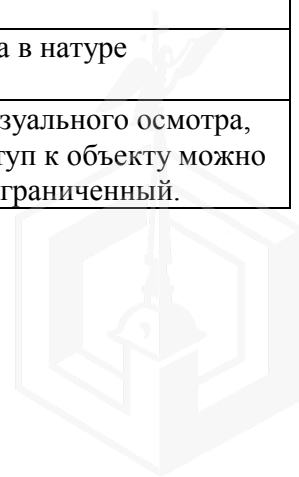 а в натуре
зуального осмотра,
туп к объекту можно
граниченный.